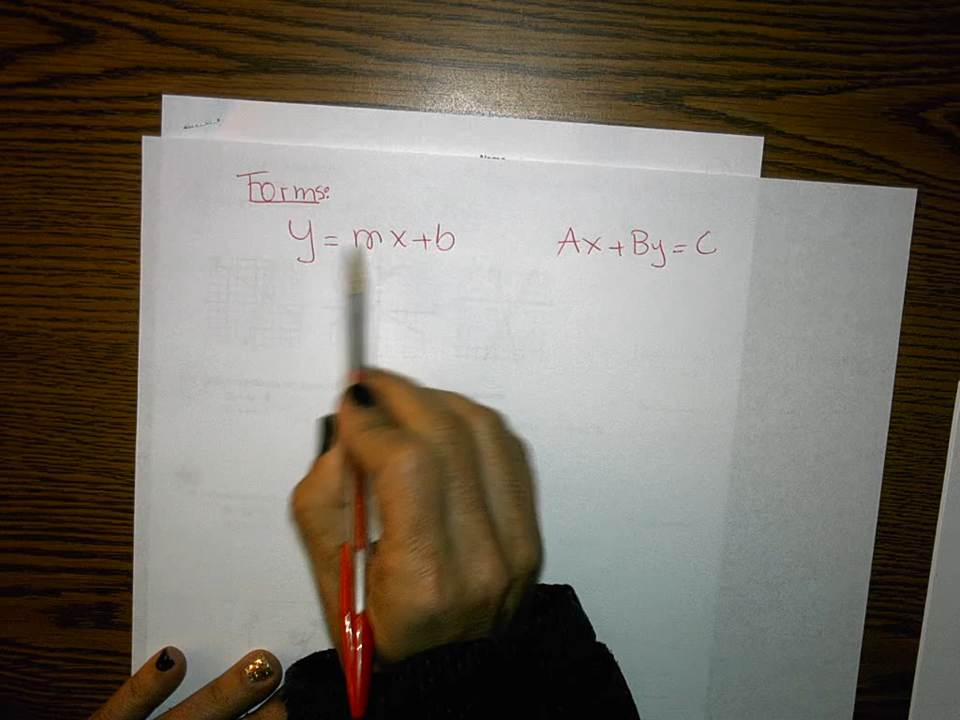 Forms:
y = mx+b Ax + By = C